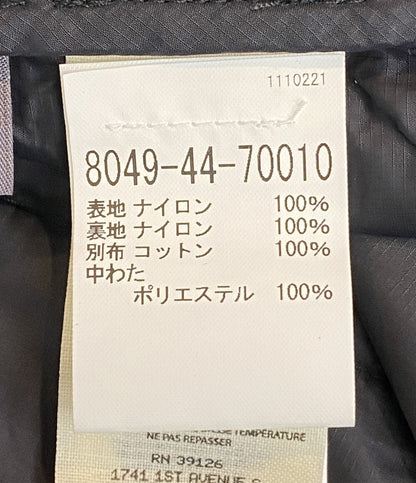 1110221
8049-44-70010
表地 ナイロン 100%
裏地 ナイロン 100%
別布 コットン 100%
中わた
ポリエステル 100%
TEMPÉRATURE
NE PAS REPASSER
RN 39126
1741 1ST AVENUE S